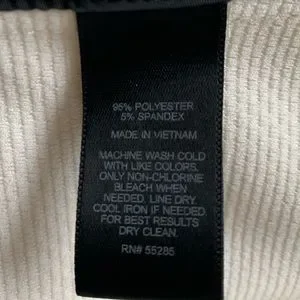 95% POLYESTER
5% SPANDEX
MADE IN VIETNAM
MACHINE WASH COLD
WITH LIKE COLORS.
ONLY NON-CHLORINE
BLEACH WHEN
NEEDED. LINE DRY.
COOL IRON IF NEEDED.
FOR BEST RESULTS
DRY CLEAN.
RN# 55285